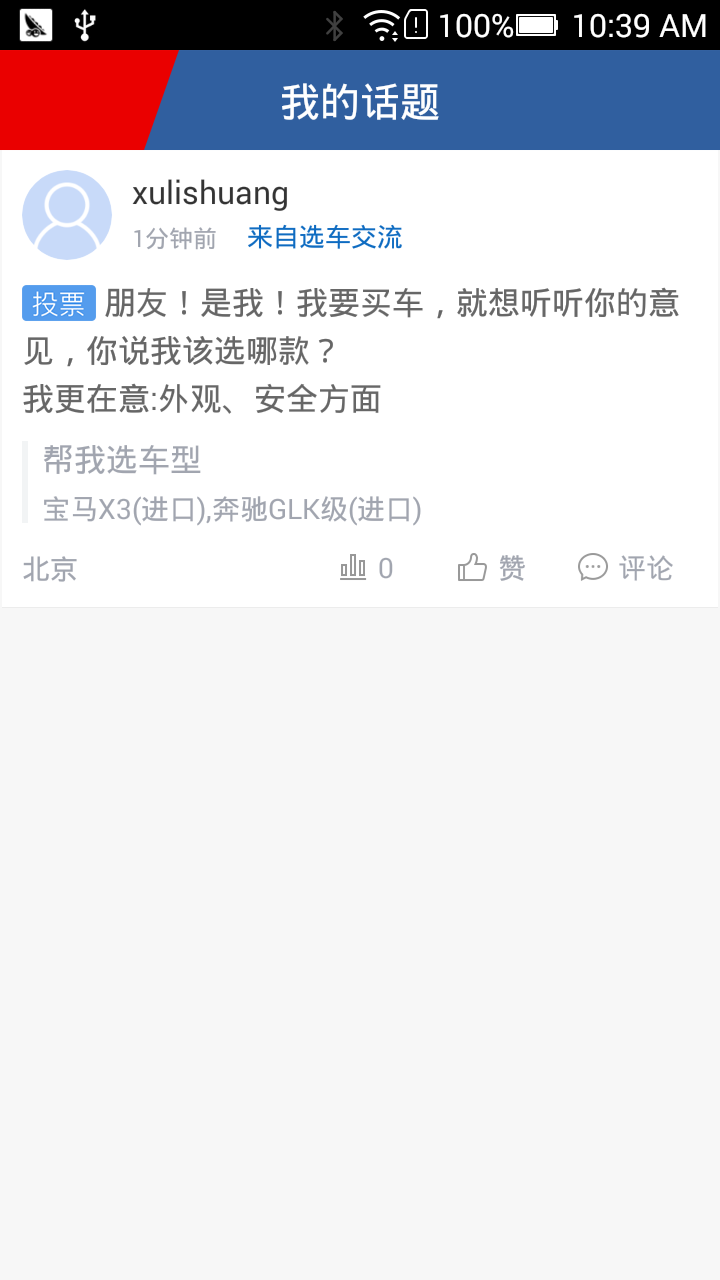 100% 10:39 AM
我的话题
xulishuang
1分钟前 来自选车交流
投票 朋友！是我！我要买车，就想听听你的意
见，你说我该选哪款？
我更在意:外观、安全方面
帮我选车型
宝马X3(进口),奔驰GLK级(进口)
北京 0 赞 评论